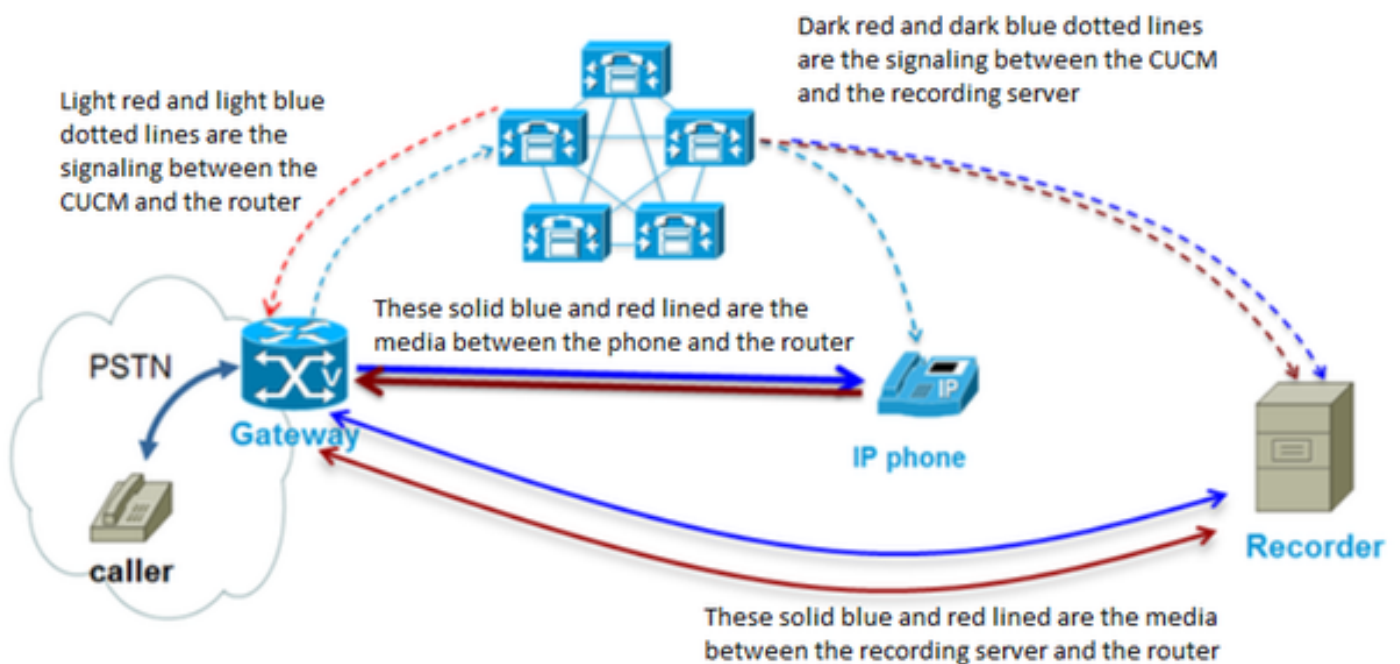 Dark red and dark blue dotted lines
are the signaling between the CUCM
and the recording server
Light red and light blue
dotted lines are the
signaling between the
CUCM and the router
These solid blue and red lined are the
media between the phone and the router
PSTN
V
Gateway
IP
IP phone
caller
Recorder
These solid blue and red lined are the media
between the recording server and the router